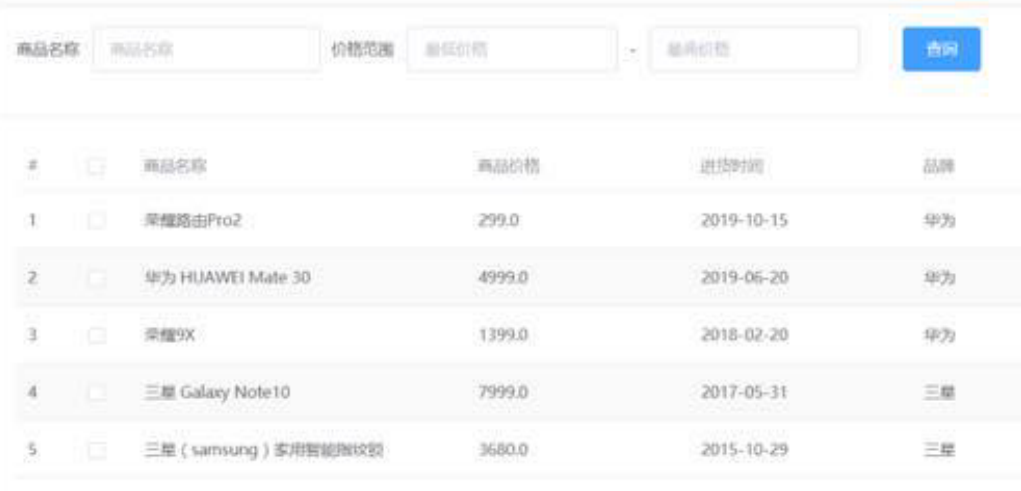 商品名称 商品名称 价格范围 最低价格 - 最高价格 查询
# 商品名称 商品价格 进货时间 品牌
1 荣耀路由Pro2 299.0 2019-10-15 华为
2 华为 HUAWEI Mate 30 4999.0 2019-06-20 华为
3 荣耀9X 1399.0 2018-02-20 华为
4 三星 Galaxy Note10 7999.0 2017-05-31 三星
5 三星（samsung）家用智能指纹锁 3680.0 2015-10-29 三星